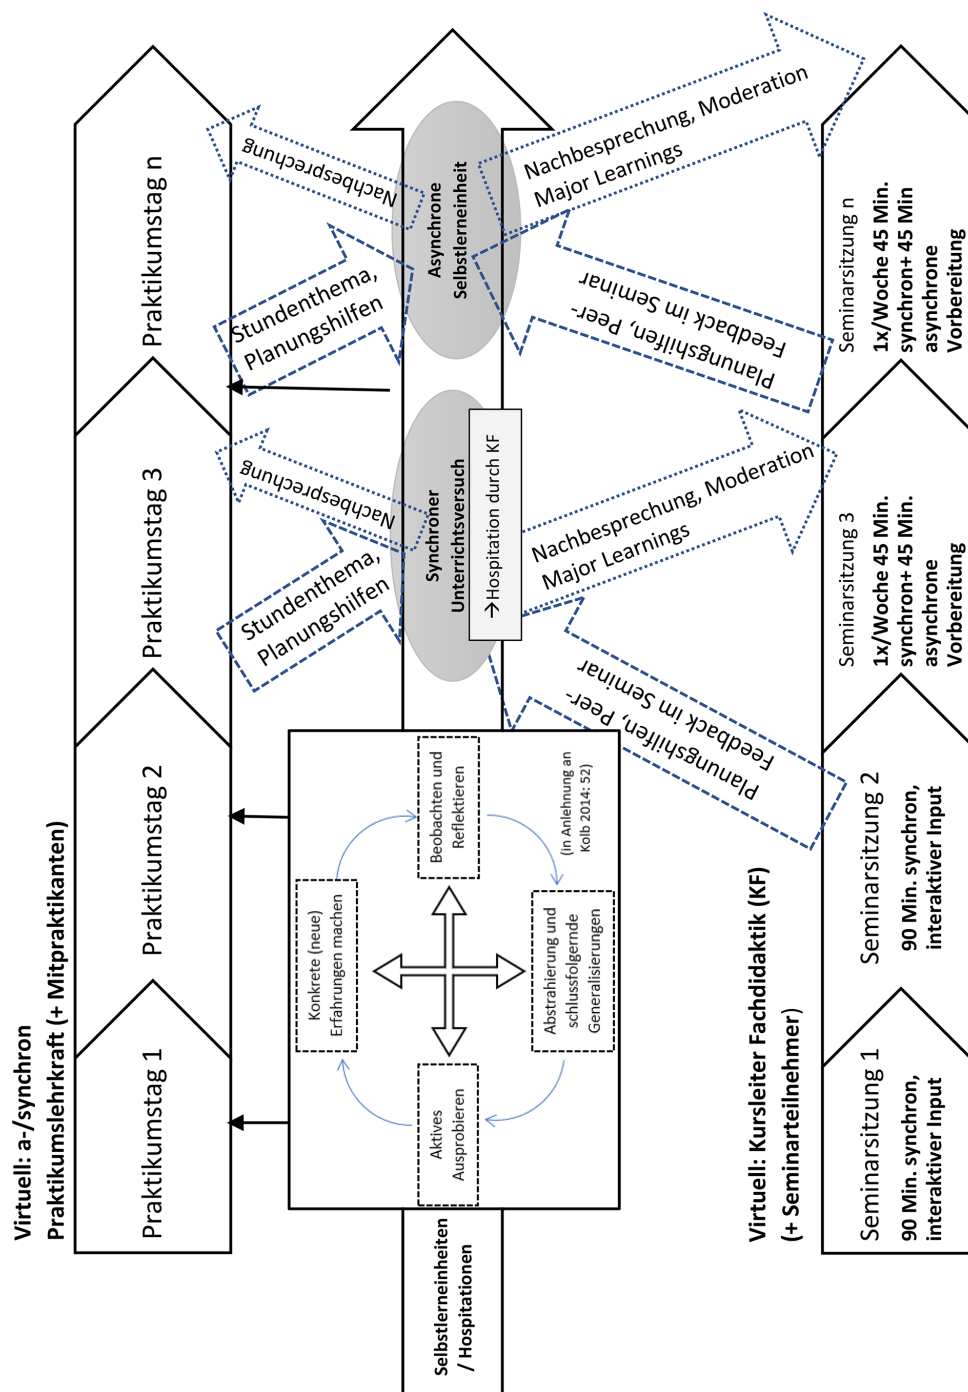 Virtuell: a-/synchron
Praktikumslehrkraft (+ Mitpraktikanten)
Praktikumstag 1
Praktikumstag 2
Praktikumstag 3
Praktikumstag n
Stundenthema,
Planungshilfen
Nachbesprechung
Stundenthema,
Planungshilfen
Nachbesprechung
Selbstlerneinheiten
/ Hospitationen
Konkrete (neue)
Erfahrungen machen
Aktives
Ausprobieren
Beobachten und
Reflektieren
Abstrahierung und
schlussfolgernde
Generalisierungen
(in Anlehnung an
Kolb 2014: 52)
Synchroner
Unterrichtsversuch
→Hospitation durch KF
Asynchrone
Selbstlerneinheit
Planungshilfen, Peer-
Feedback im Seminar
Nachbesprechung, Moderation
Major Learnings
Planungshilfen, Peer-
Feedback im Seminar
Nachbesprechung, Moderation
Major Learnings
Virtuell: Kursleiter Fachdidaktik (KF)
(+ Seminarteilnehmer)
Seminarsitzung 1
90 Min. synchron,
interaktiver Input
Seminarsitzung 2
90 Min. synchron,
interaktiver Input
Seminarsitzung 3
1x/Woche 45 Min.
synchron+ 45 Min.
asynchrone
Vorbereitung
Seminarsitzung n
1x/Woche 45 Min.
synchron+ 45 Min
asynchrone
Vorbereitung